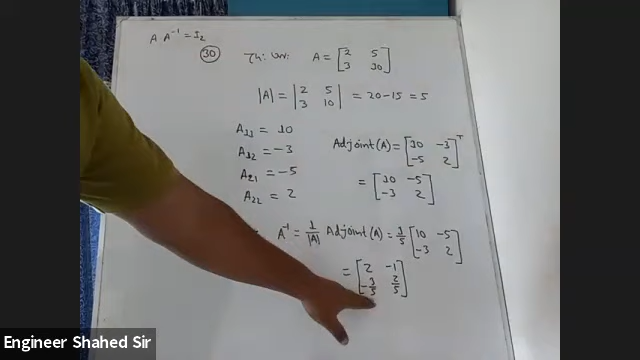 A A⁻¹ = I₂
30 A = [2 5; 3 10]
|A| = |2 5; 3 10| = 20-15 = 5
A₁₁ = 10
A₁₂ = -3
A₂₁ = -5
A₂₂ = 2
Adjoint(A) = [10 -3; -5 2]ᵀ
= [10 -5; -3 2]
A⁻¹ = 1/|A| Adjoint(A) = 1/5 [10 -5; -3 2]
= [2 -1; -3/5 2/5]
Engineer Shahed Sir